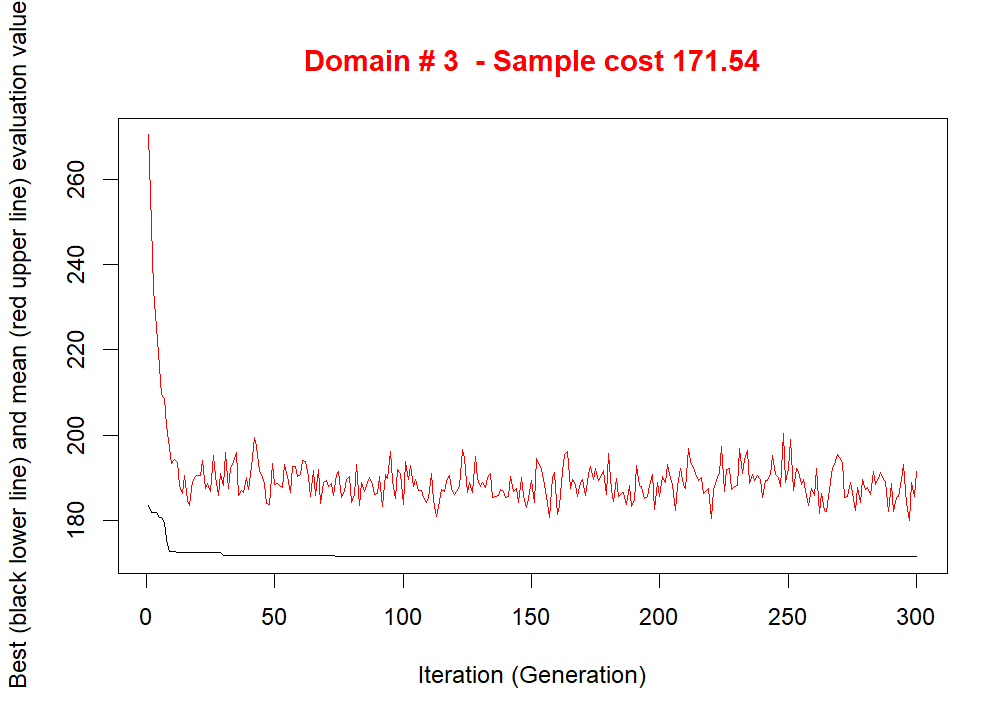 Domain # 3  - Sample cost 171.54
Best (black lower line) and mean (red upper line) evaluation value
260
240
220
200
180
0 50 100 150 200 250 300
Iteration (Generation)